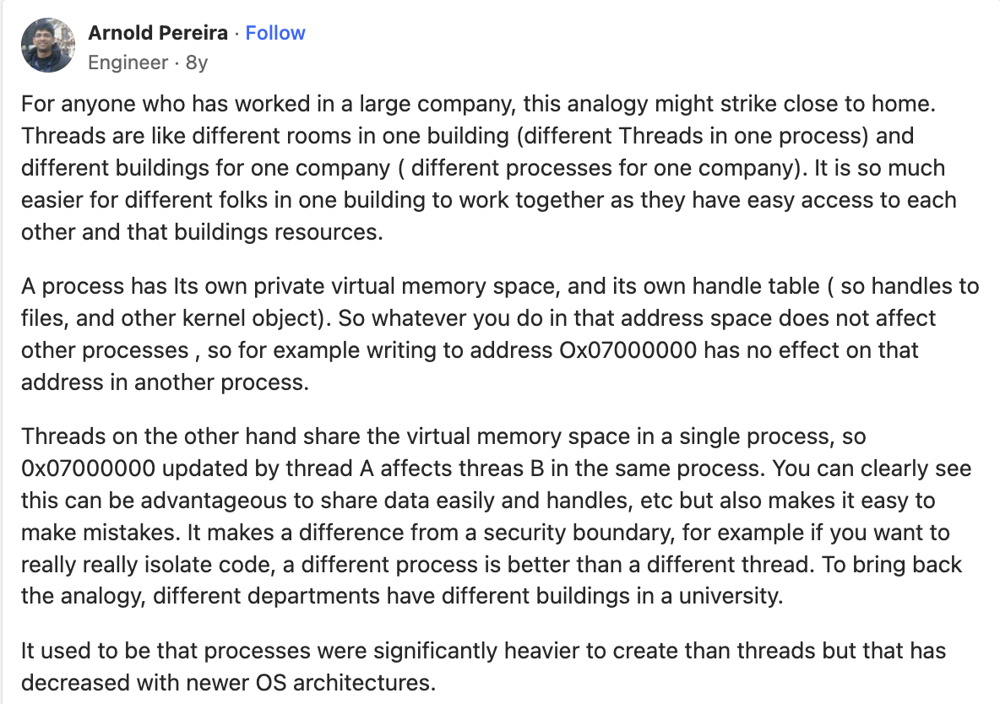 Arnold Pereira · Follow
Engineer · 8y
For anyone who has worked in a large company, this analogy might strike close to home.
Threads are like different rooms in one building (different Threads in one process) and
different buildings for one company ( different processes for one company). It is so much
easier for different folks in one building to work together as they have easy access to each
other and that buildings resources.
A process has Its own private virtual memory space, and its own handle table ( so handles to
files, and other kernel object). So whatever you do in that address space does not affect
other processes , so for example writing to address Ox07000000 has no effect on that
address in another process.
Threads on the other hand share the virtual memory space in a single process, so
0x07000000 updated by thread A affects threas B in the same process. You can clearly see
this can be advantageous to share data easily and handles, etc but also makes it easy to
make mistakes. It makes a difference from a security boundary, for example if you want to
really really isolate code, a different process is better than a different thread. To bring back
the analogy, different departments have different buildings in a university.
It used to be that processes were significantly heavier to create than threads but that has
decreased with newer OS architectures.